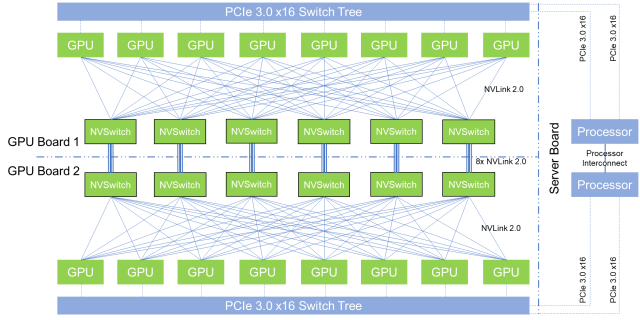 PCIe 3.0 x16 Switch Tree
GPU GPU GPU GPU GPU GPU GPU GPU
NVLink 2.0
NVSwitch NVSwitch NVSwitch NVSwitch NVSwitch NVSwitch
GPU Board 1
8x NVLink 2.0
GPU Board 2
NVSwitch NVSwitch NVSwitch NVSwitch NVSwitch NVSwitch
NVLink 2.0
GPU GPU GPU GPU GPU GPU GPU GPU
PCIe 3.0 x16 Switch Tree
Server Board
PCIe 3.0 x16
PCIe 3.0 x16
Processor
Processor
Interconnect
Processor
PCIe 3.0 x16
PCIe 3.0 x16